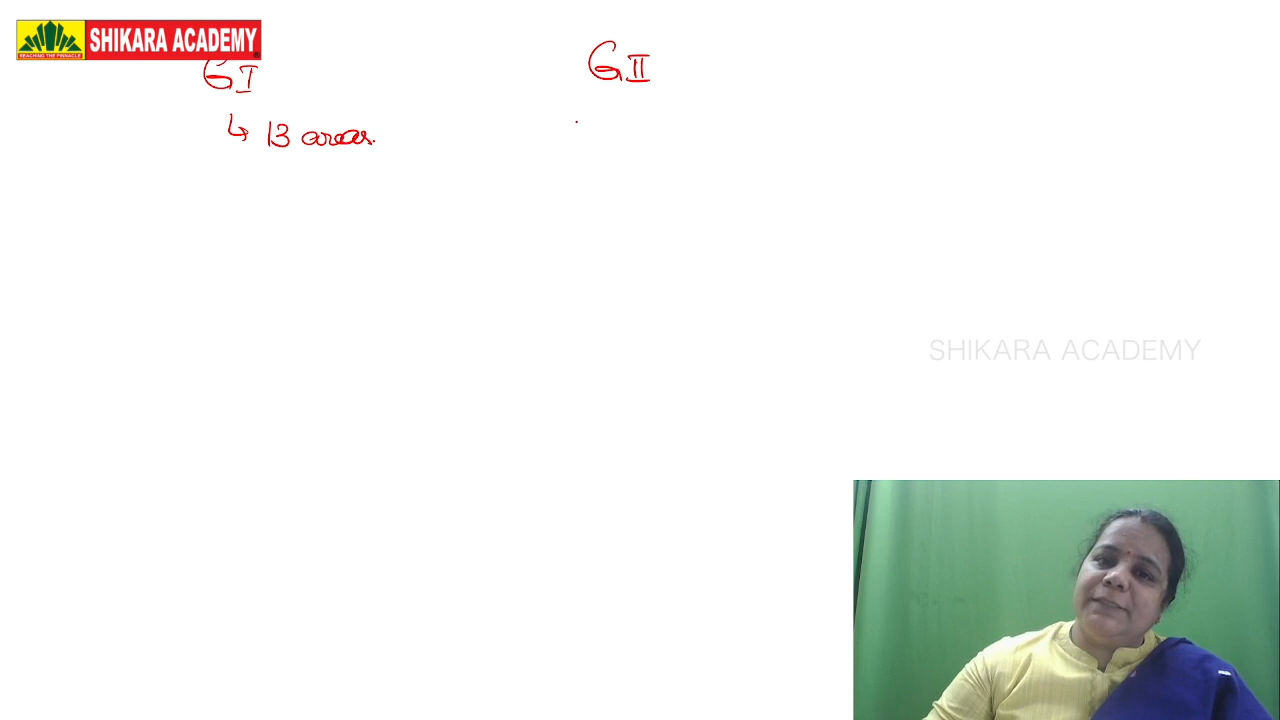 SHIKARA ACADEMY
REACHING THE PINNACLE
GI
GII
↳ 13 areas.
SHIKARA ACADEMY